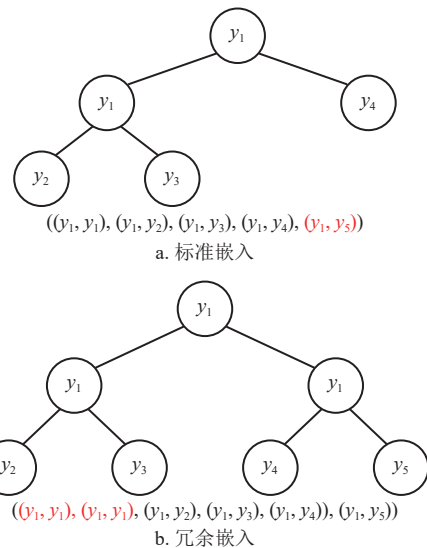 y₁
y₁ y₄
y₂ y₃
((y₁, y₁), (y₁, y₂), (y₁, y₃), (y₁, y₄), (y₁, y₅))
a. 标准嵌入
y₁
y₁ y₁
y₂ y₃ y₄ y₅
((y₁, y₁), (y₁, y₁), (y₁, y₂), (y₁, y₃), (y₁, y₄)), (y₁, y₅))
b. 冗余嵌入